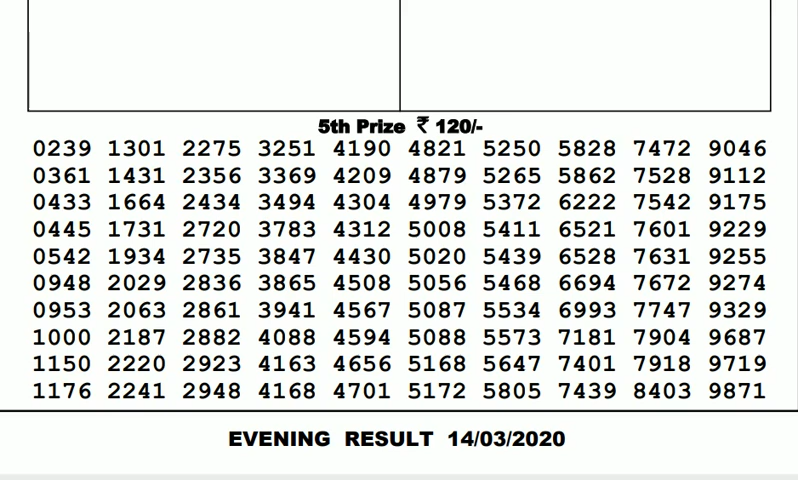 5th Prize ₹ 120/-
0239 1301 2275 3251 4190 4821 5250 5828 7472 9046
0361 1431 2356 3369 4209 4879 5265 5862 7528 9112
0433 1664 2434 3494 4304 4979 5372 6222 7542 9175
0445 1731 2720 3783 4312 5008 5411 6521 7601 9229
0542 1934 2735 3847 4430 5020 5439 6528 7631 9255
0948 2029 2836 3865 4508 5056 5468 6694 7672 9274
0953 2063 2861 3941 4567 5087 5534 6993 7747 9329
1000 2187 2882 4088 4594 5088 5573 7181 7904 9687
1150 2220 2923 4163 4656 5168 5647 7401 7918 9719
1176 2241 2948 4168 4701 5172 5805 7439 8403 9871
EVENING RESULT 14/03/2020